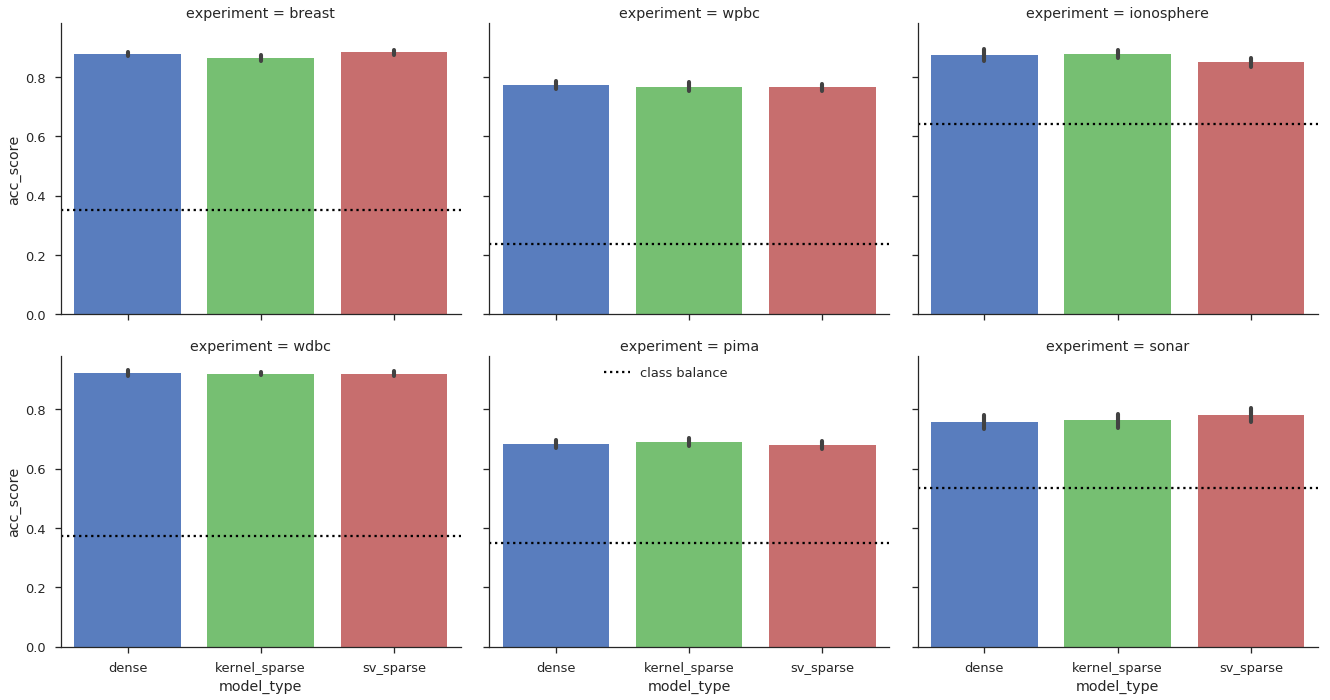 experiment = breast
experiment = wpbc
experiment = ionosphere
acc_score
0.8
0.6
0.4
0.2
0.0
experiment = wdbc
experiment = pima
experiment = sonar
class balance
acc_score
0.8
0.6
0.4
0.2
0.0
dense
kernel_sparse
sv_sparse
dense
kernel_sparse
sv_sparse
dense
kernel_sparse
sv_sparse
model_type
model_type
model_type